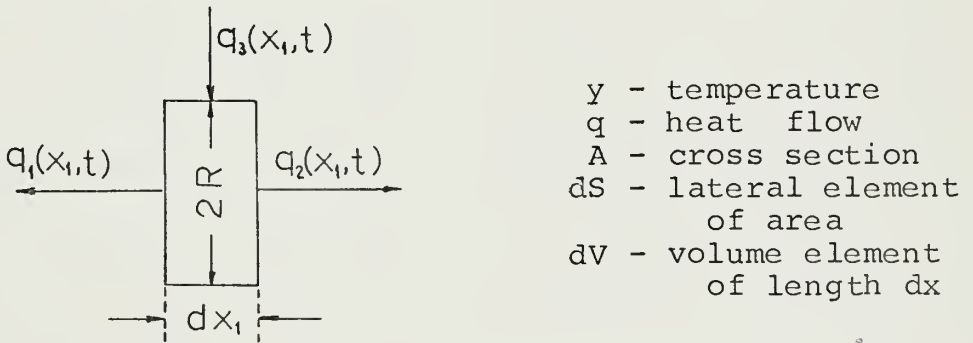 q₃(x₁,t)
q₁(x₁,t)
q₂(x₁,t)
2R
dx₁
y - temperature
q - heat flow
A - cross section
dS - lateral element
of area
dV - volume element
of length dx